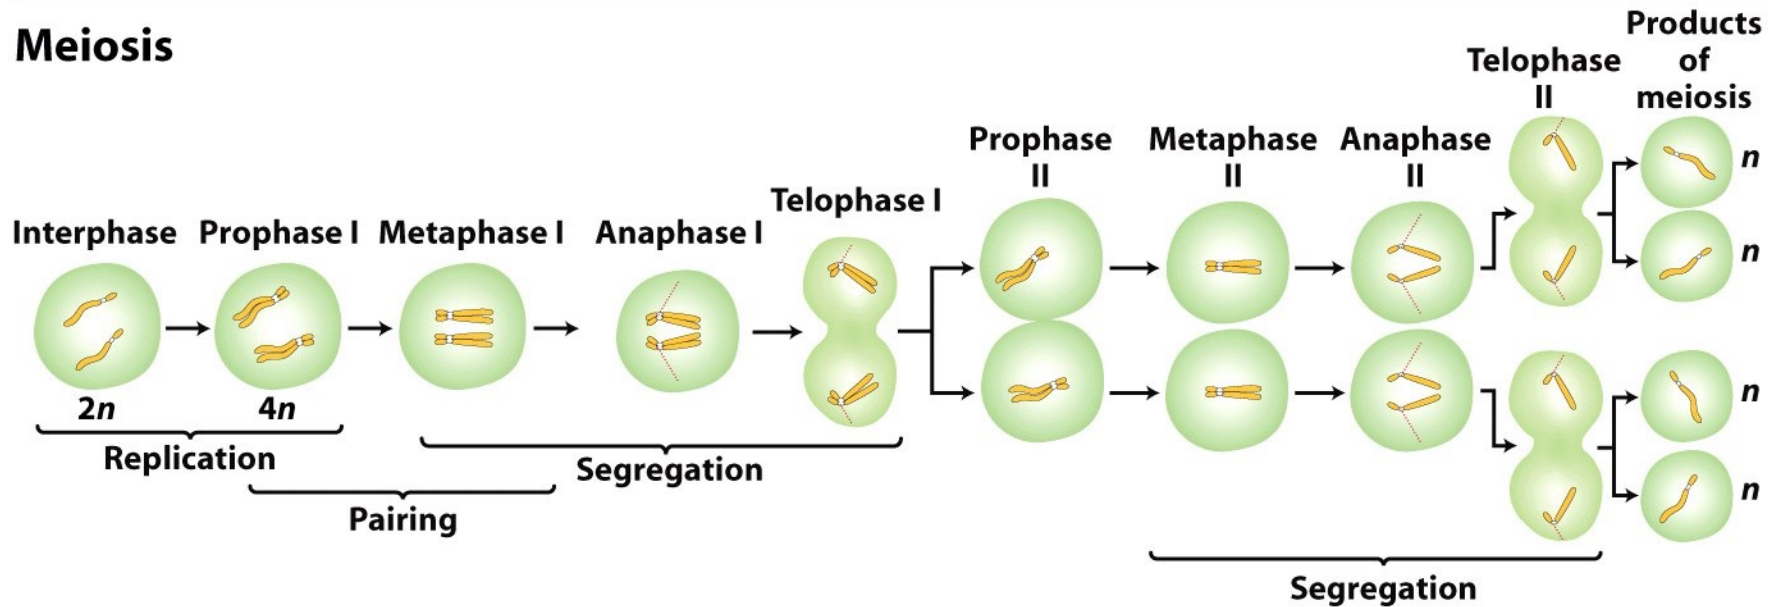 Meiosis
Interphase
Prophase I
Metaphase I
Anaphase I
Telophase I
Prophase
II
Metaphase
II
Anaphase
II
Telophase
II
Products
of
meiosis
2n
4n
n
n
n
n
Replication
Pairing
Segregation
Segregation